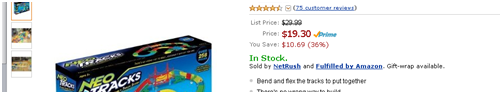 (75 customer reviews)
List Price: $29.99
Price: $19.30 Prime
You Save: $10.69 (36%)
In Stock.
Sold by NetRush and Fulfilled by Amazon. Gift-wrap available.
Bend and flex the tracks to put together
NEO
TRACKS